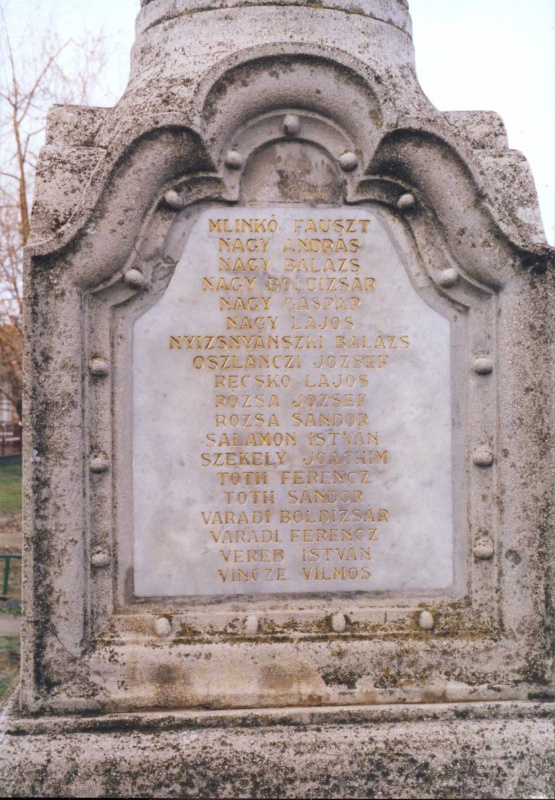 MLINKÓ FAUSZT
NAGY ANDRÁS
NAGY BALÁZS
NAGY BOLDIZSÁR
NAGY GÁSPÁR
NAGY LAJOS
NYIZSNYÁNSZKI BALÁZS
OSZLÁNCZI JÓZSEF
RECSKÓ LAJOS
RÓZSA JÓZSEF
RÓZSA SÁNDOR
SALAMON ISTVÁN
SZÉKELY JOÁCHIM
TÓTH FERENCZ
TÓTH SÁNDOR
VÁRADI BOLDIZSÁR
VÁRADI FERENCZ
VEREB ISTVÁN
VINCZE VILMOS